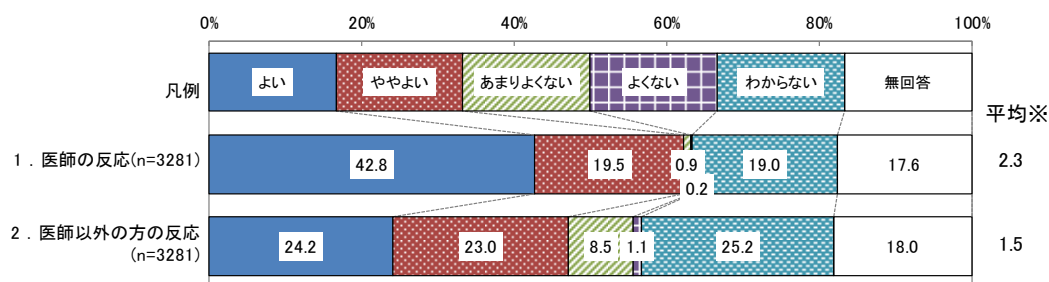 0% 20% 40% 60% 80% 100%
凡例 よい ややよい あまりよくない よくない わからない 無回答
平均※
1．医師の反応(n=3281) 42.8 19.5 0.9 0.2 19.0 17.6 2.3
2．医師以外の方の反応
(n=3281) 24.2 23.0 8.5 1.1 25.2 18.0 1.5